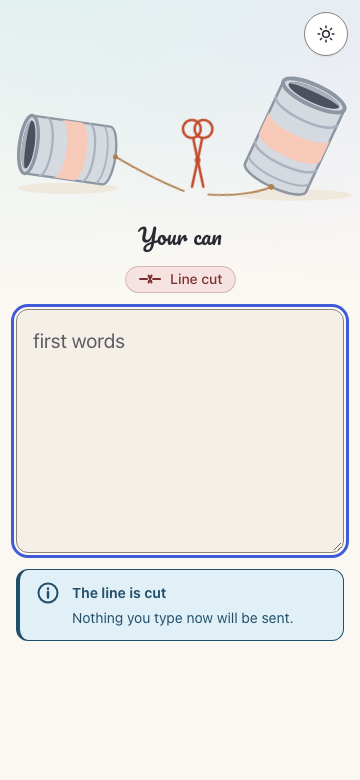 Your can
Line cut
first words
The line is cut
Nothing you type now will be sent.